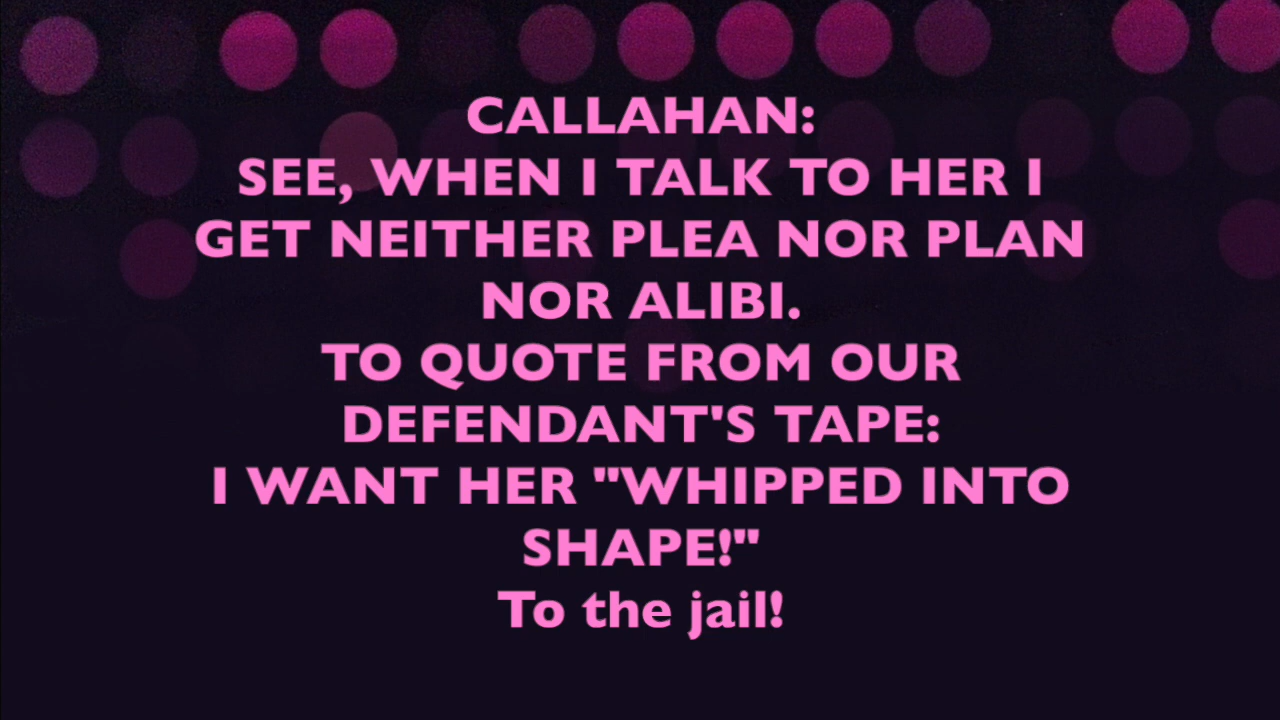 CALLAHAN:
SEE, WHEN I TALK TO HER I
GET NEITHER PLEA NOR PLAN
NOR ALIBI.
TO QUOTE FROM OUR
DEFENDANT'S TAPE:
I WANT HER "WHIPPED INTO
SHAPE!"
To the jail!